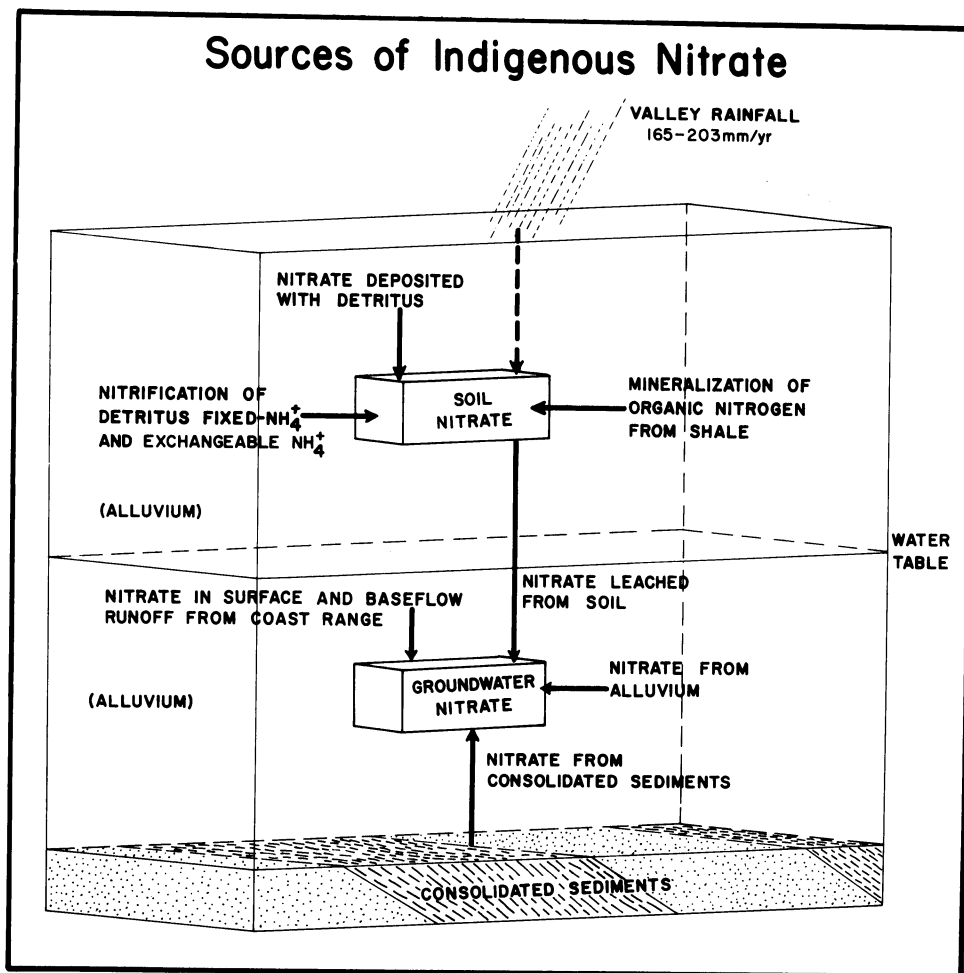 Sources of Indigenous Nitrate
VALLEY RAINFALL
165-203mm/yr
NITRATE DEPOSITED
WITH DETRITUS
NITRIFICATION OF
DETRITUS FIXED-NH₄⁺
AND EXCHANGEABLE NH₄⁺
SOIL
NITRATE
MINERALIZATION OF
ORGANIC NITROGEN
FROM SHALE
(ALLUVIUM)
WATER
TABLE
NITRATE IN SURFACE AND BASEFLOW
RUNOFF FROM COAST RANGE
NITRATE LEACHED
FROM SOIL
(ALLUVIUM)
GROUNDWATER
NITRATE
NITRATE FROM
ALLUVIUM
NITRATE FROM
CONSOLIDATED SEDIMENTS
CONSOLIDATED SEDIMENTS